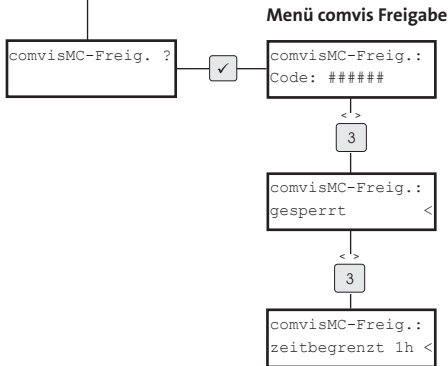 Menü comvis Freigabe
comvisMC-Freig. ?
✓
comvisMC-Freig.:
Code: ######
< >
3
comvisMC-Freig.:
gesperrt <
< >
3
comvisMC-Freig.:
zeitbegrenzt 1h <